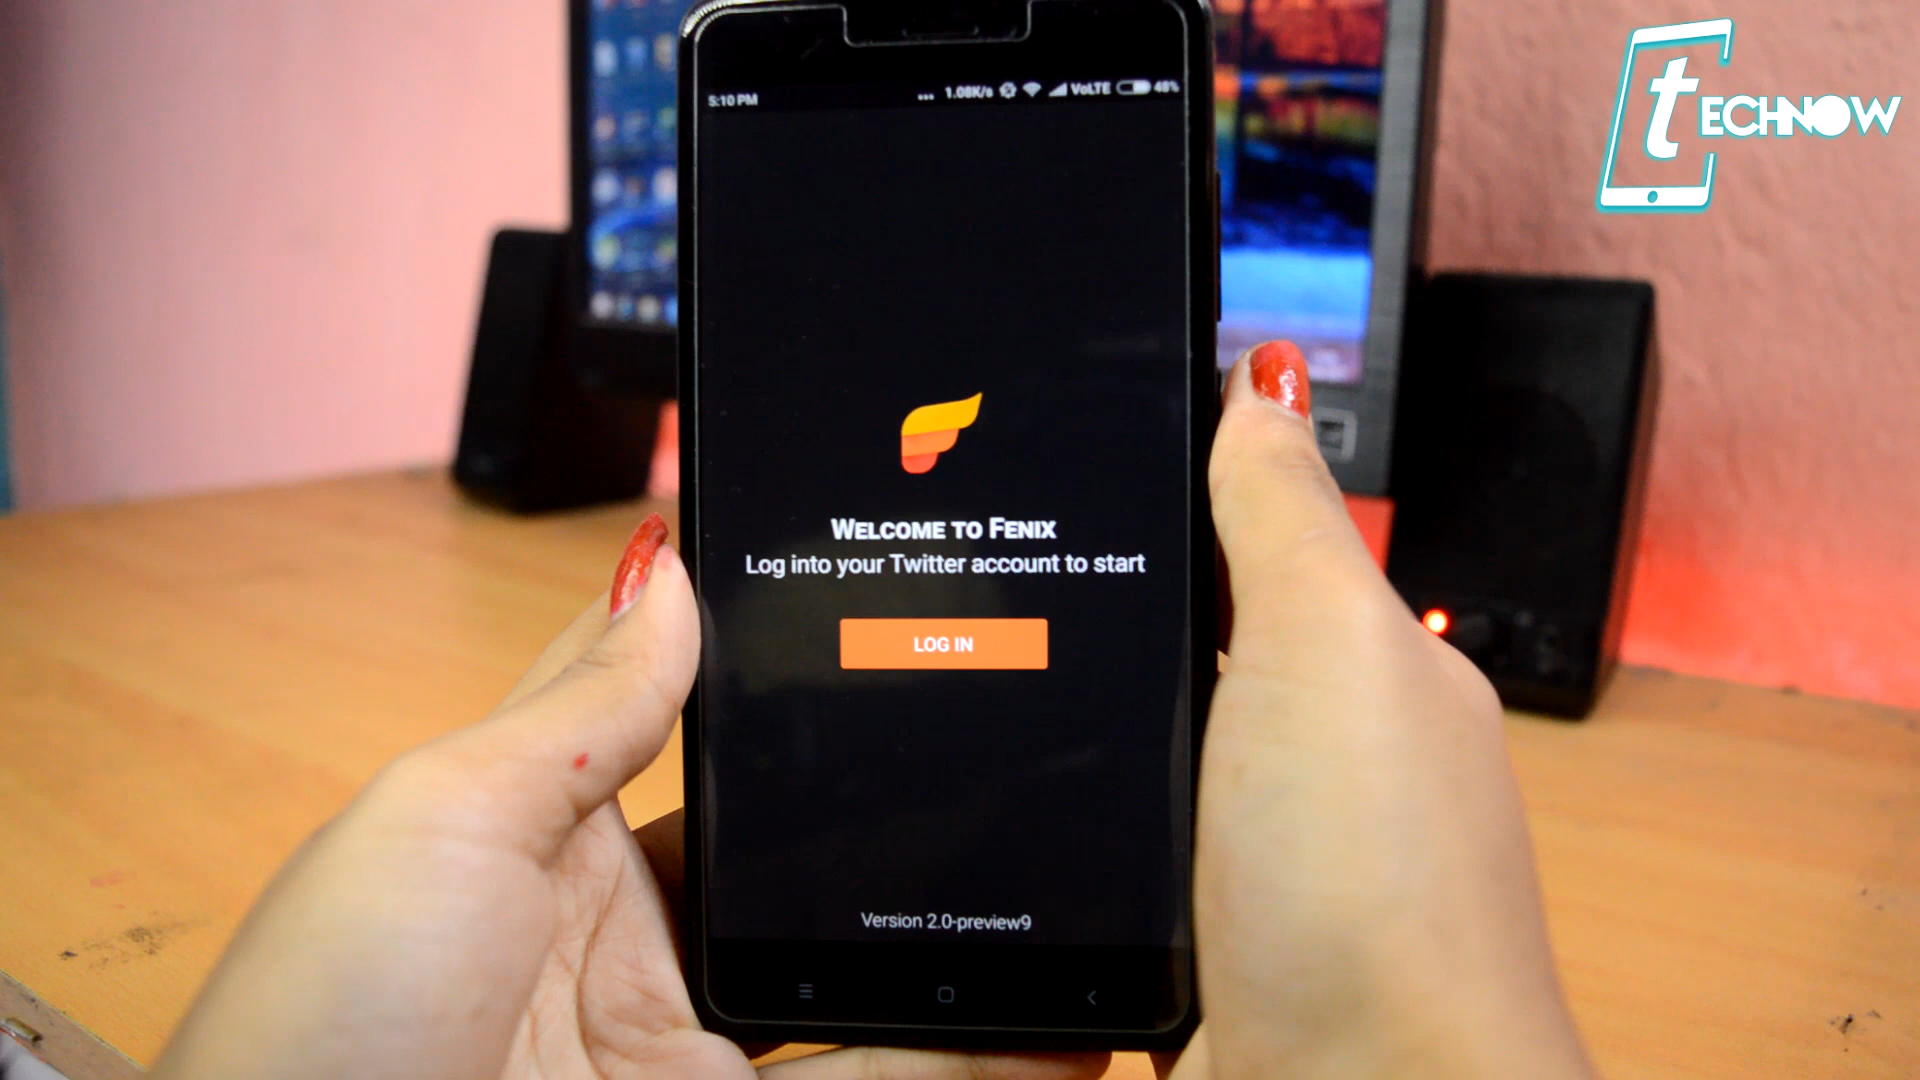 5:10 PM ... 1.08K/s VoLTE 48%
tECHNOW
WELCOME TO FENIX
Log into your Twitter account to start
LOG IN
Version 2.0-preview9